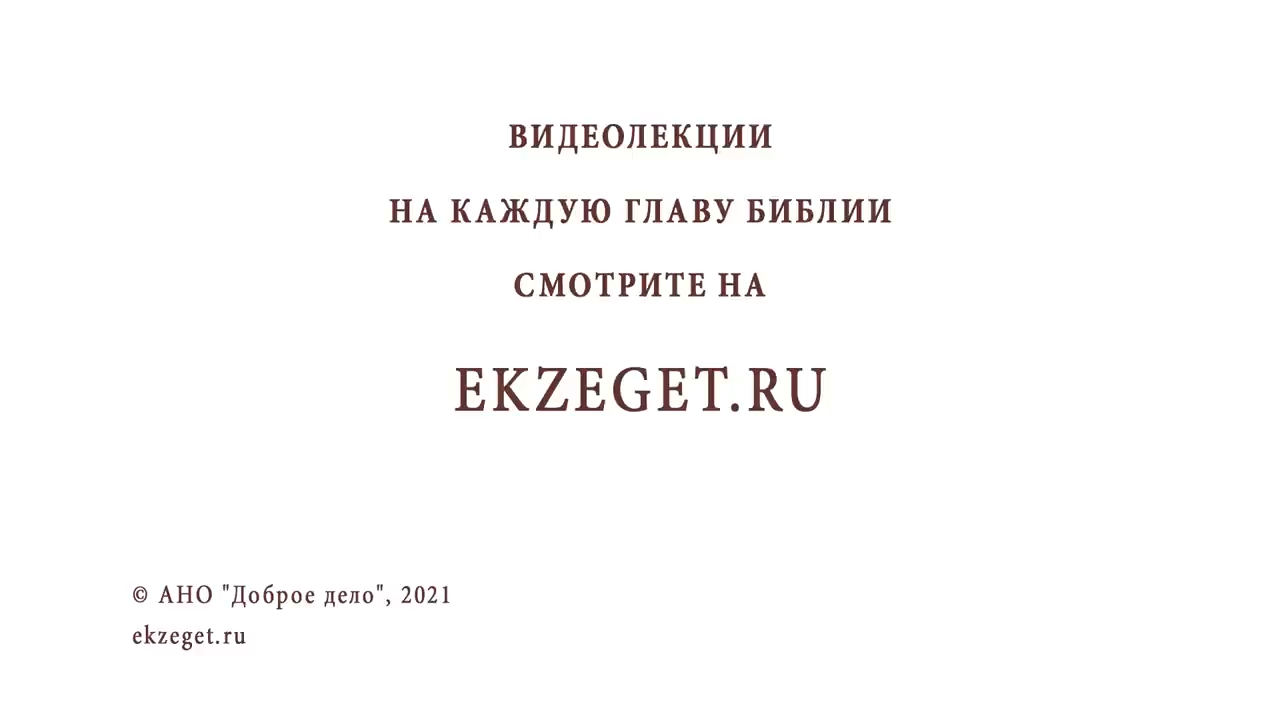 ВИДЕОЛЕКЦИИ
НА КАЖДУЮ ГЛАВУ БИБЛИИ
СМОТРИТЕ НА
EKZEGET.RU
© АНО "Доброе дело", 2021
ekzeget.ru